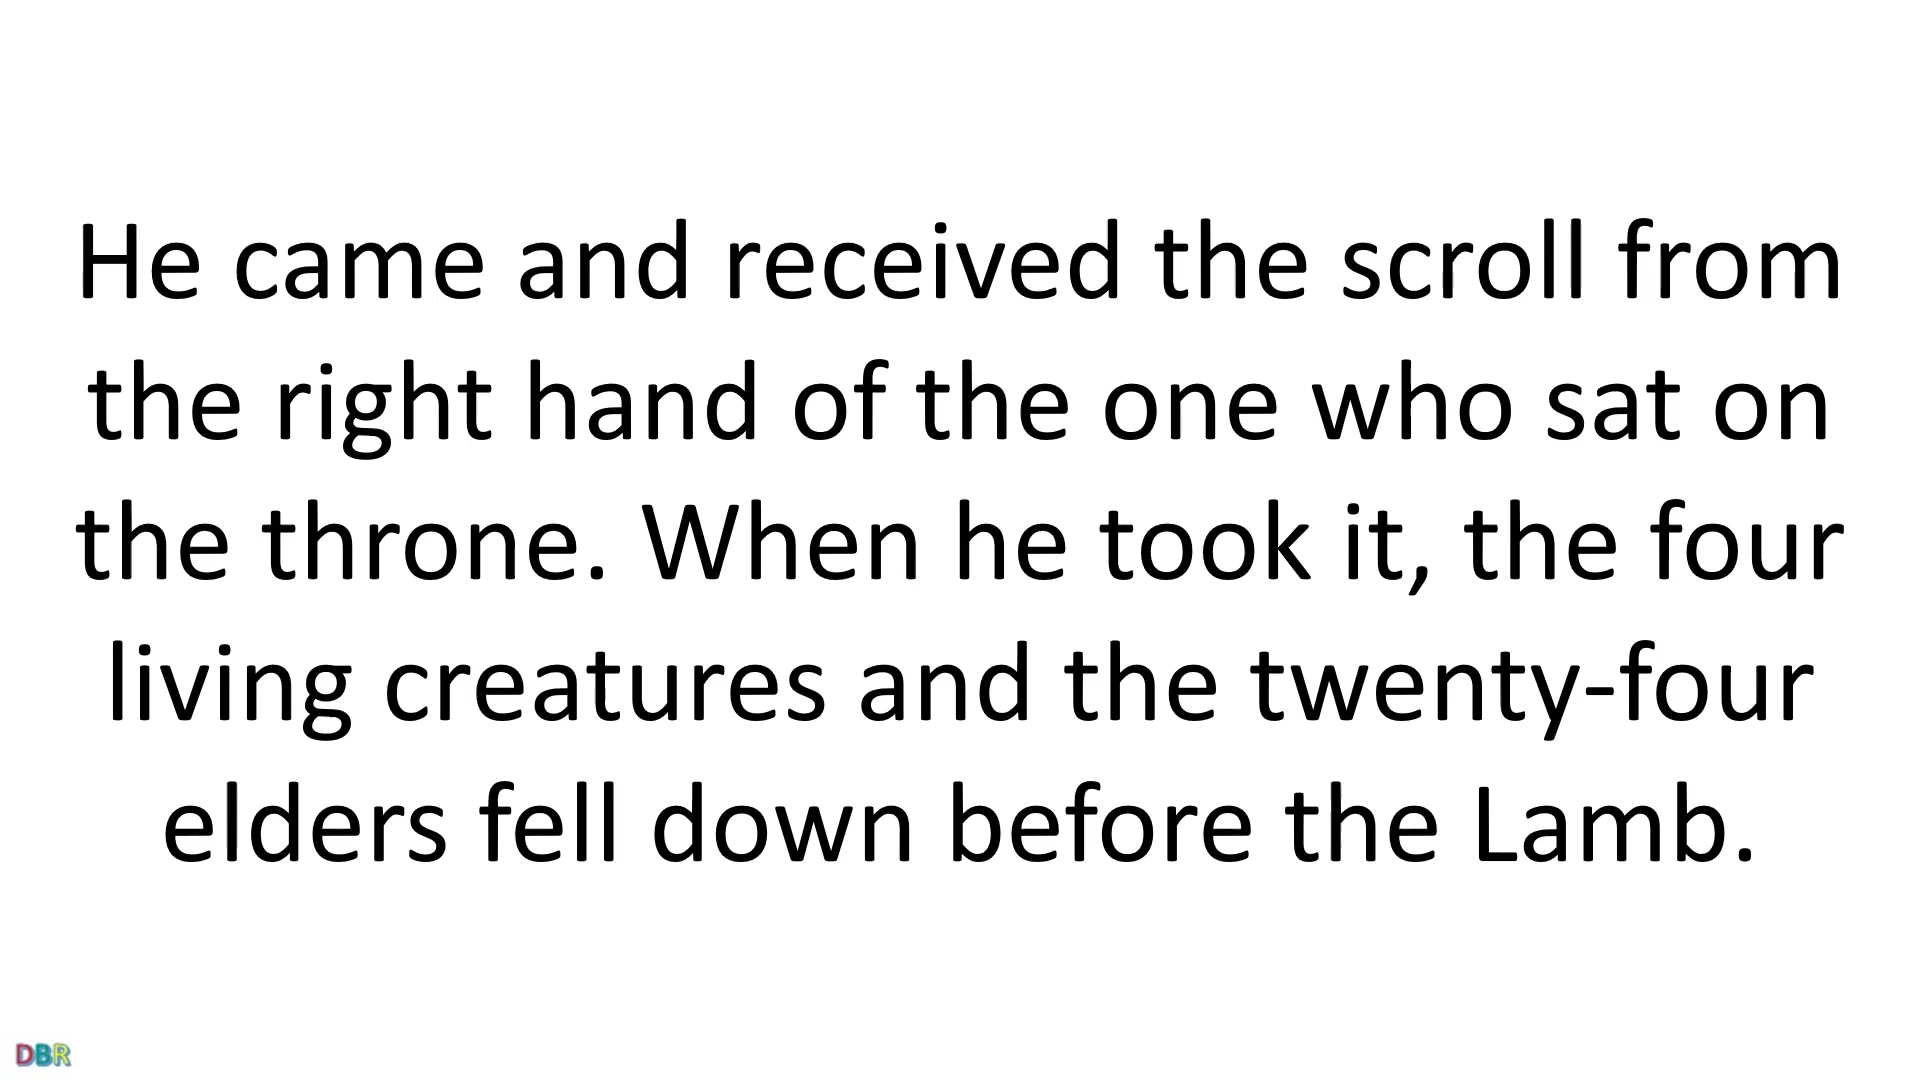 He came and received the scroll from
the right hand of the one who sat on
the throne. When he took it, the four
living creatures and the twenty-four
elders fell down before the Lamb.
DBR